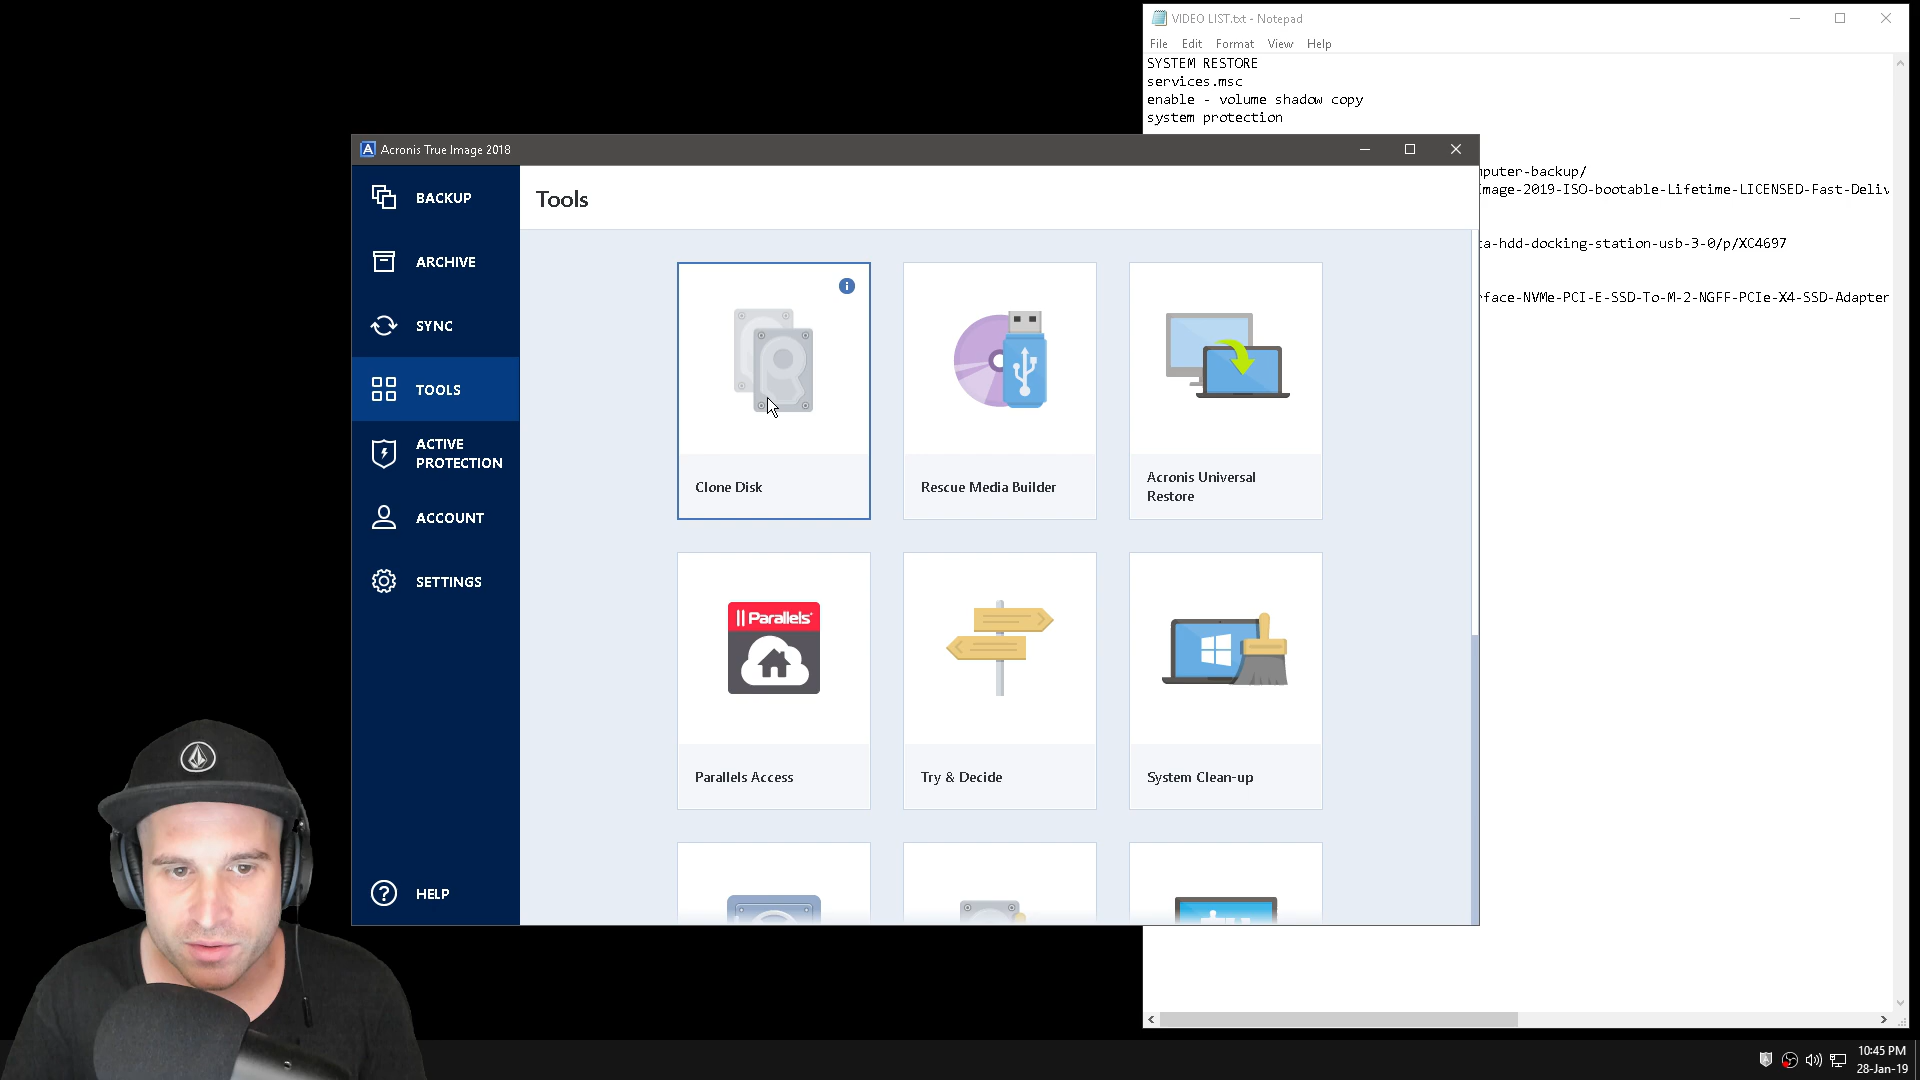 VIDEO LIST.txt - Notepad
File Edit Format View Help
SYSTEM RESTORE
services.msc
enable - volume shadow copy
system protection
Acronis True Image 2018
mputer-backup/
Image-2019-ISO-bootable-Lifetime-LICENSED-Fast-Deliv
ta-hdd-docking-station-usb-3-0/p/XC4697
rface-NVMe-PCI-E-SSD-To-M-2-NGFF-PCIe-X4-SSD-Adapter
BACKUP
ARCHIVE
SYNC
TOOLS
ACTIVE
PROTECTION
ACCOUNT
SETTINGS
HELP
Tools
Clone Disk
Rescue Media Builder
Acronis Universal
Restore
Parallels
Parallels Access
Try & Decide
System Clean-up
10:45 PM
28-Jan-19